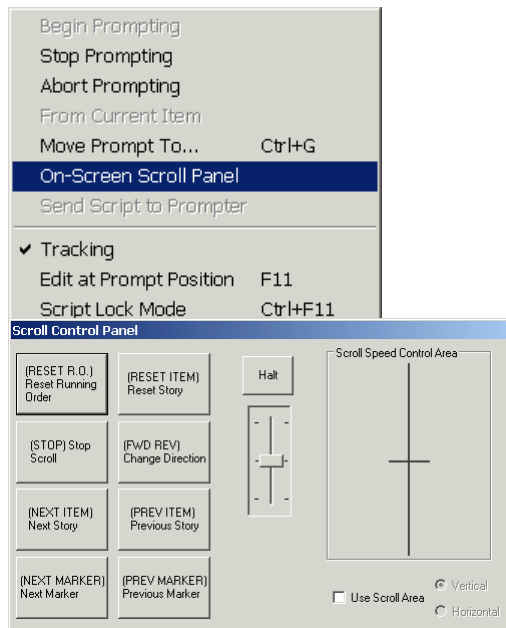 Begin Prompting
Stop Prompting
Abort Prompting
From Current Item
Move Prompt To... Ctrl+G
On-Screen Scroll Panel
Send Script to Prompter
Tracking
Edit at Prompt Position F11
Script Lock Mode Ctrl+F11
Scroll Control Panel
(RESET R.O.)
Reset Running
Order
(RESET ITEM)
Reset Story
Halt
Scroll Speed Control Area
(STOP) Stop
Scroll
(FWD REV)
Change Direction
(NEXT ITEM)
Next Story
(PREV ITEM)
Previous Story
(NEXT MARKER)
Next Marker
(PREV MARKER)
Previous Marker
Use Scroll Area
Vertical
Horizontal